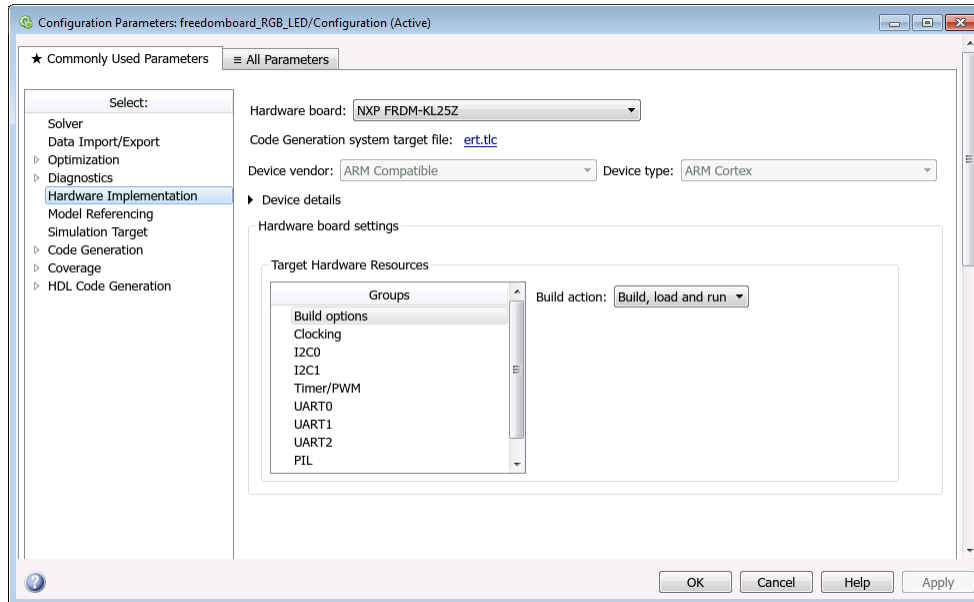 Configuration Parameters: freedomboard_RGB_LED/Configuration (Active)
★ Commonly Used Parameters
≡ All Parameters
Select:
Solver
Data Import/Export
Optimization
Diagnostics
Hardware Implementation
Model Referencing
Simulation Target
Code Generation
Coverage
HDL Code Generation
Hardware board: NXP FRDM-KL25Z
Code Generation system target file: ert.tlc
Device vendor: ARM Compatible Device type: ARM Cortex
Device details
Hardware board settings
Target Hardware Resources
Groups
Build options
Clocking
I2C0
I2C1
Timer/PWM
UART0
UART1
UART2
PIL
Build action: Build, load and run
OK Cancel Help Apply